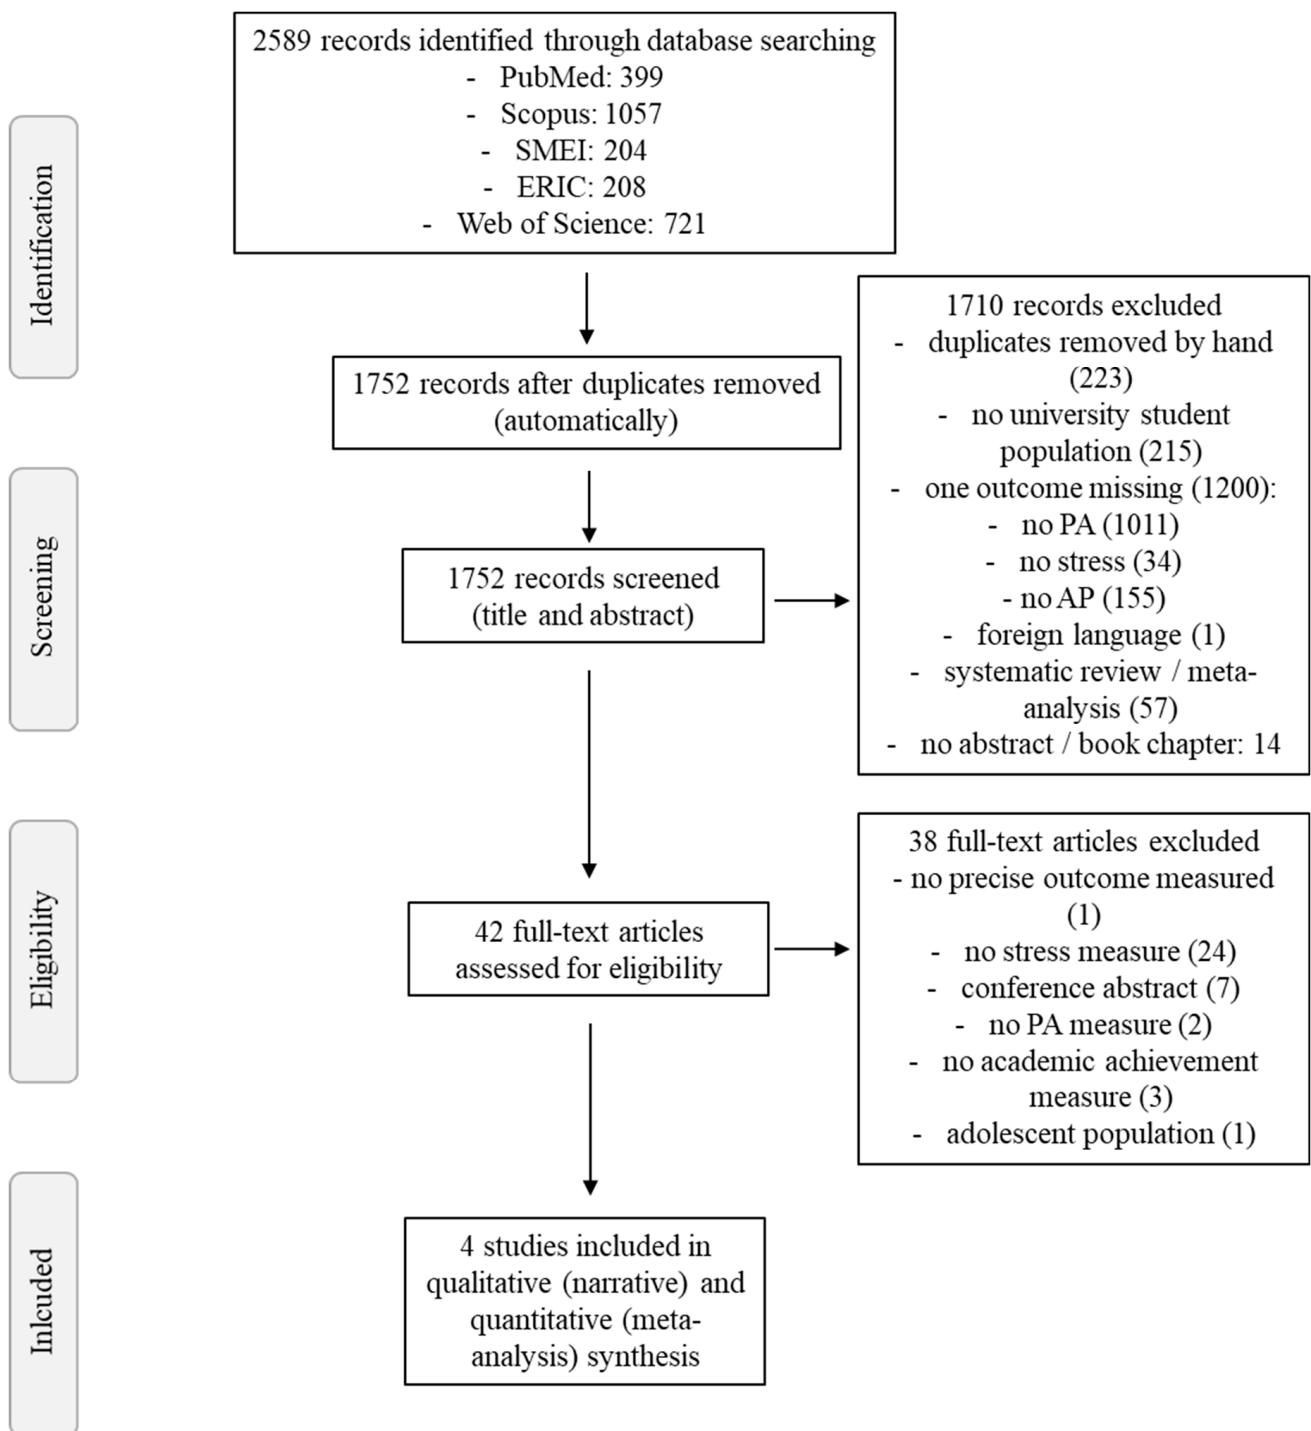 2589 records identified through database searching
- PubMed: 399
- Scopus: 1057
- SMEI: 204
- ERIC: 208
- Web of Science: 721
Identification
1752 records after duplicates removed
(automatically)
1710 records excluded
- duplicates removed by hand
(223)
- no university student
population (215)
- one outcome missing (1200):
- no PA (1011)
- no stress (34)
- no AP (155)
- foreign language (1)
- systematic review / meta-
analysis (57)
- no abstract / book chapter: 14
Screening
1752 records screened
(title and abstract)
Eligibility
42 full-text articles
assessed for eligibility
38 full-text articles excluded
- no precise outcome measured
(1)
- no stress measure (24)
- conference abstract (7)
- no PA measure (2)
- no academic achievement
measure (3)
- adolescent population (1)
Inlcuded
4 studies included in
qualitative (narrative) and
quantitative (meta-
analysis) synthesis